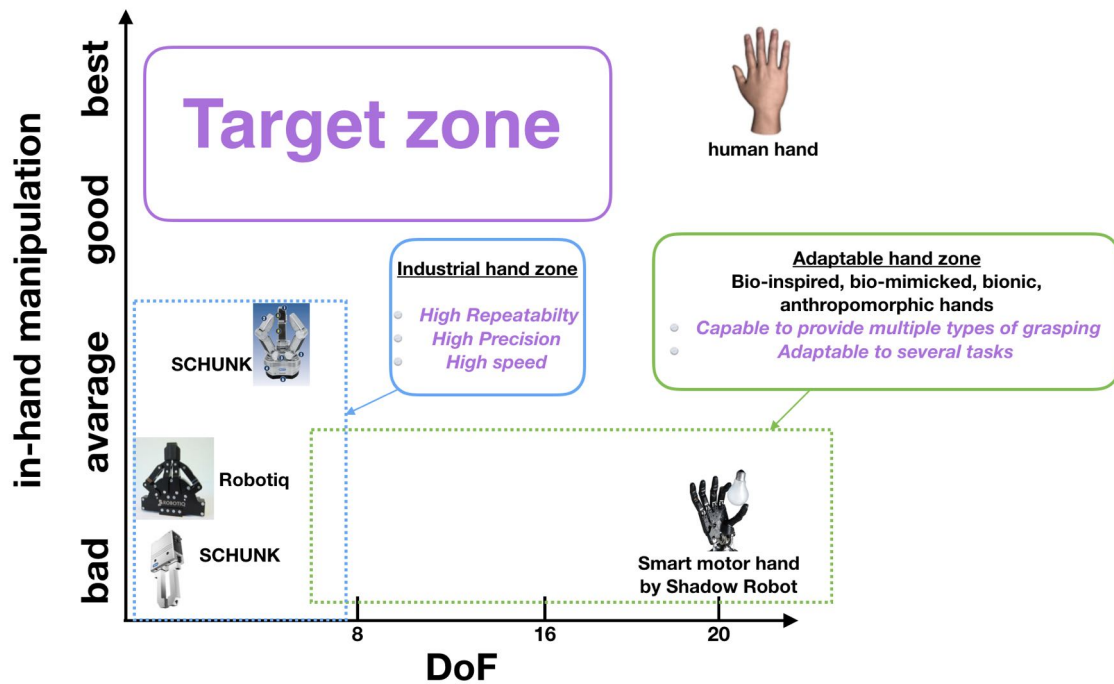 in-hand manipulation
best
good
avarage
bad
Target zone
human hand
Industrial hand zone
High Repeatabilty
High Precision
High speed
Adaptable hand zone
Bio-inspired, bio-mimicked, bionic,
anthropomorphic hands
Capable to provide multiple types of grasping
Adaptable to several tasks
SCHUNK
Robotiq
ROBOTIQ
SCHUNK
Smart motor hand
by Shadow Robot
8
16
20
DoF